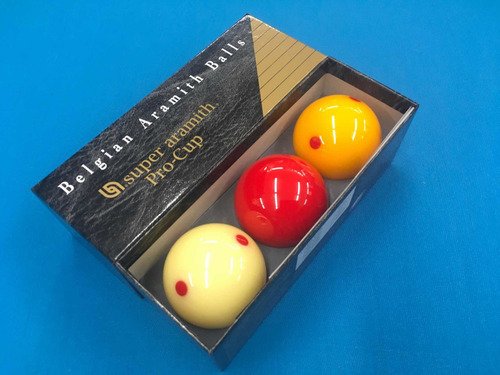 Belgian Aramith Balls
super aramith.
Pro-Cup